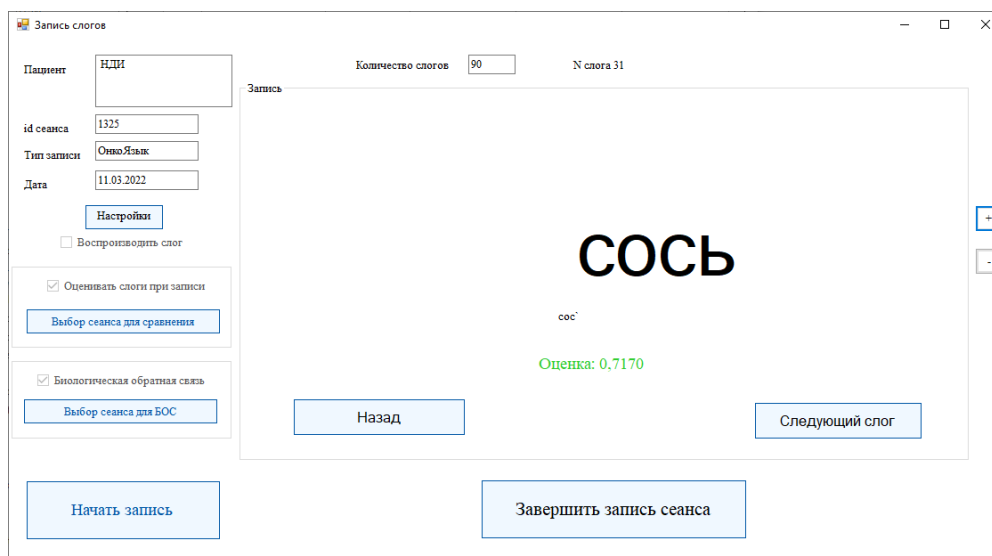 Запись слогов
Пациент НДИ
Количество слогов 90 N слога 31
Запись
id сеанса 1325
Тип записи ОнкоЯзык
Дата 11.03.2022
Настройки
Воспроизводить слог
+
-
сось
сос`
Оценивать слоги при записи
Выбор сеанса для сравнения
Оценка: 0,7170
Биологическая обратная связь
Выбор сеанса для БОС
Назад
Следующий слог
Начать запись
Завершить запись сеанса